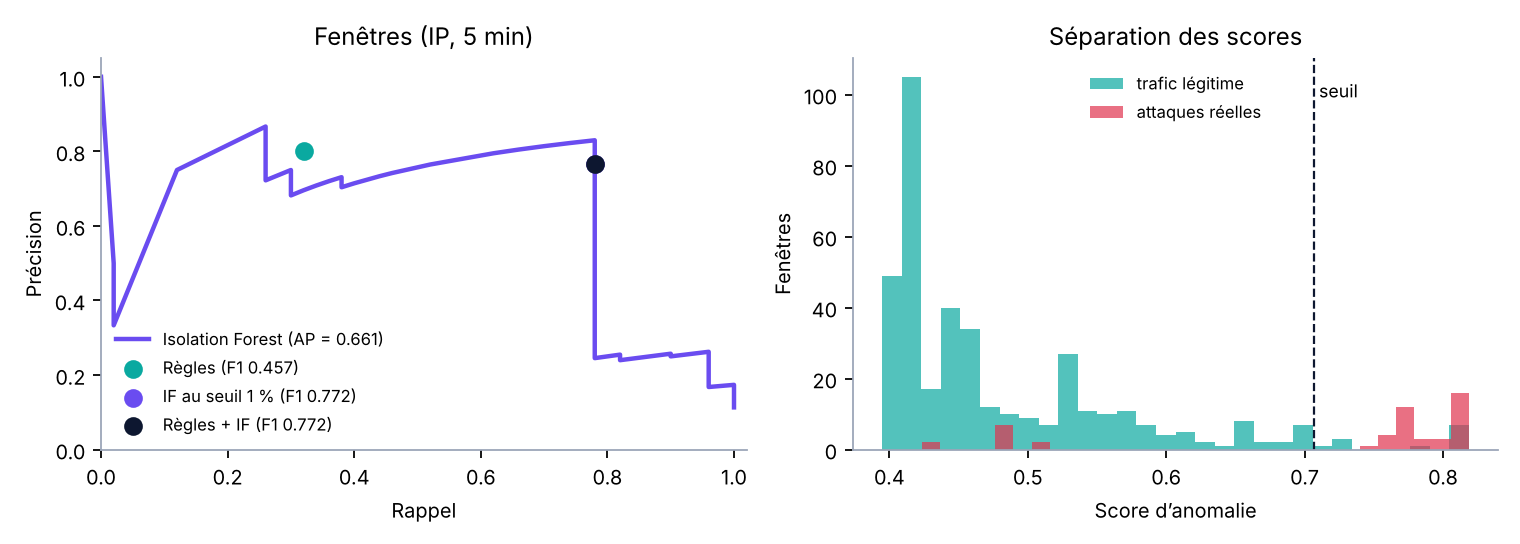 Fenêtres (IP, 5 min)
Précision
1.0
0.8
0.6
0.4
0.2
0.0
Isolation Forest (AP = 0.661)
Règles (F1 0.457)
IF au seuil 1 % (F1 0.772)
Règles + IF (F1 0.772)
0.0 0.2 0.4 0.6 0.8 1.0
Rappel
Séparation des scores
Fenêtres
100
80
60
40
20
0
trafic légitime
attaques réelles
seuil
0.4 0.5 0.6 0.7 0.8
Score d’anomalie